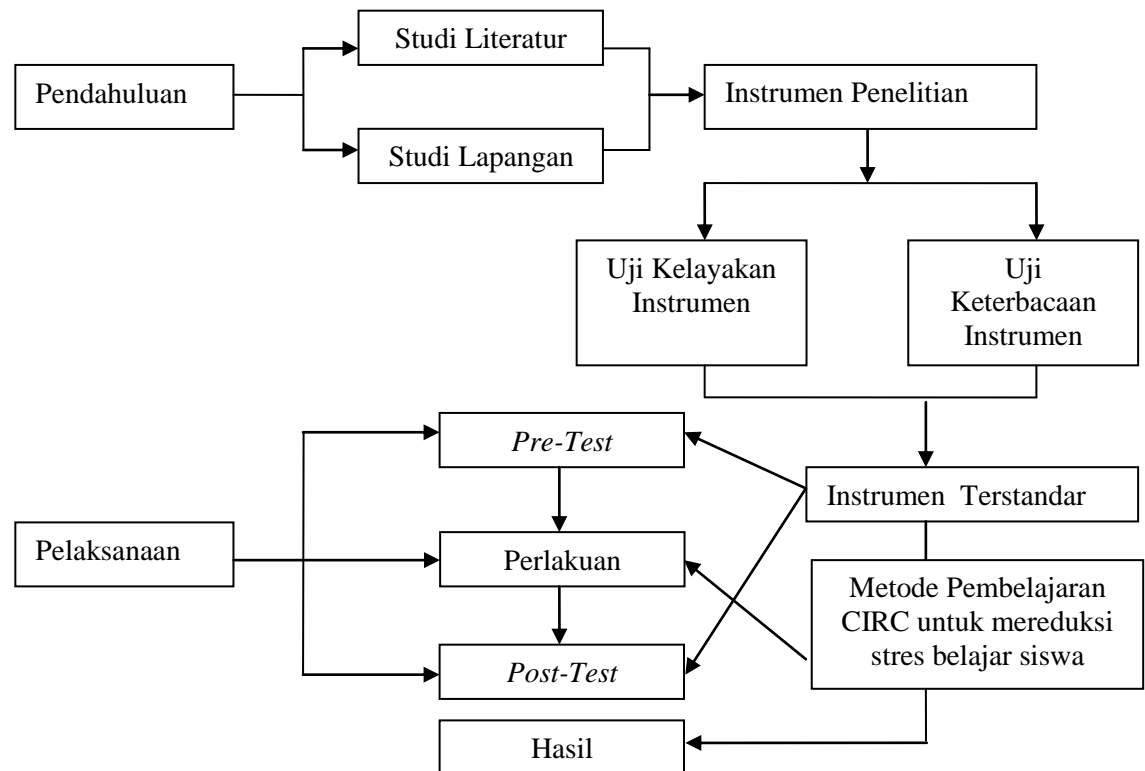 Studi Literatur
Pendahuluan
Instrumen Penelitian
Studi Lapangan
Uji Kelayakan
Instrumen
Uji
Keterbacaan
Instrumen
Pre-Test
Instrumen Terstandar
Pelaksanaan
Perlakuan
Metode Pembelajaran
CIRC untuk mereduksi
stres belajar siswa
Post-Test
Hasil